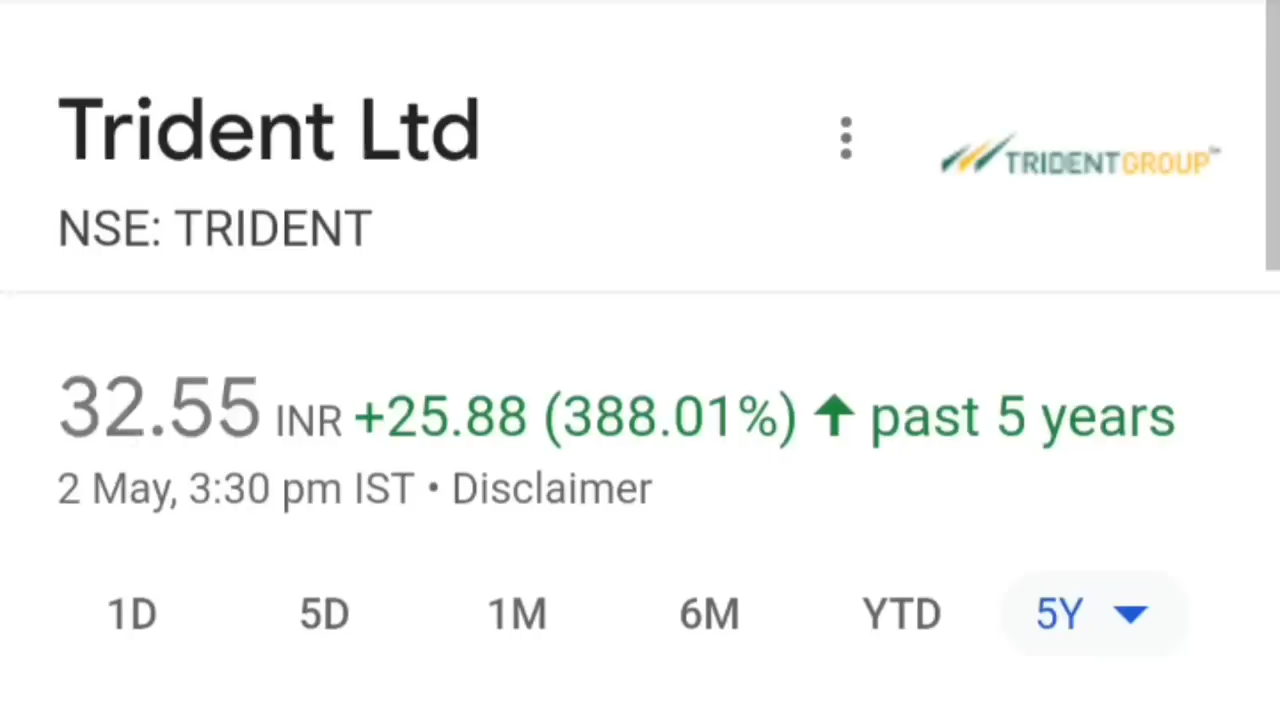 Trident Ltd
TRIDENTGROUP™
NSE: TRIDENT
32.55 INR +25.88 (388.01%) ↑ past 5 years
2 May, 3:30 pm IST • Disclaimer
1D 5D 1M 6M YTD 5Y